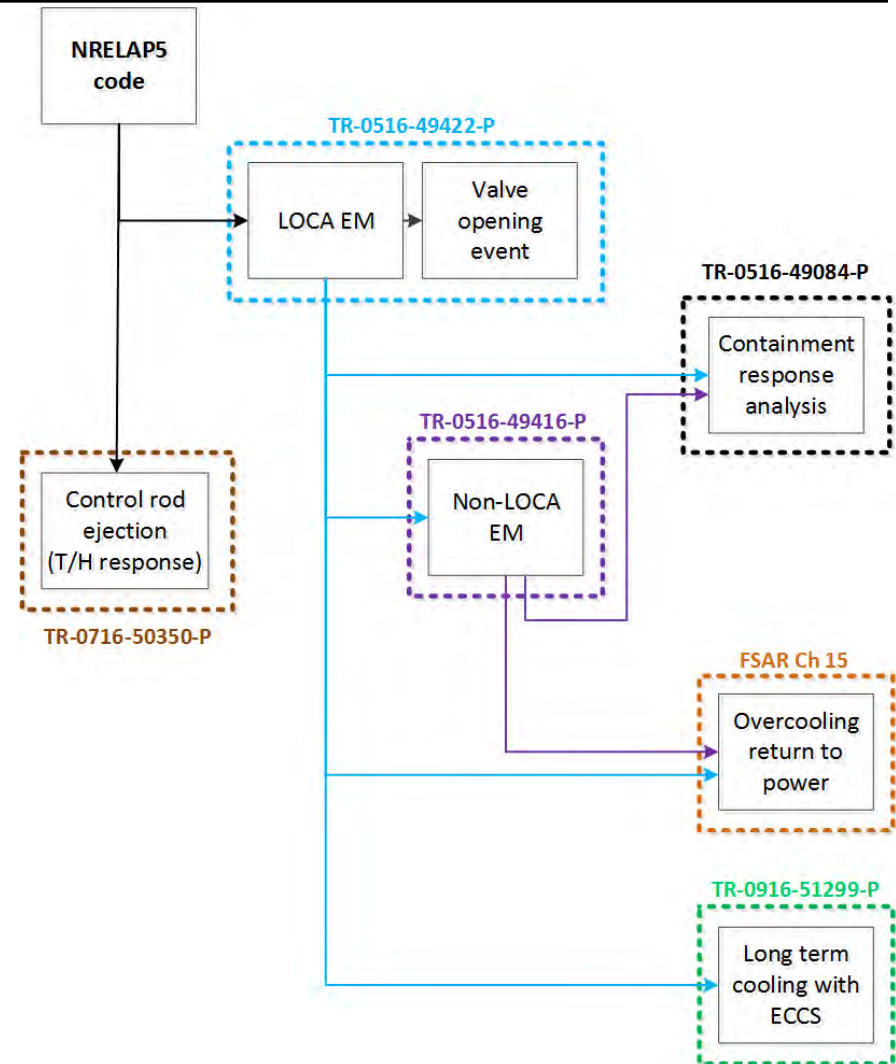 NRELAP5
code
TR-0516-49422-P
LOCA EM
Valve
opening
event
TR-0516-49084-P
Containment
response
analysis
TR-0516-49416-P
Non-LOCA
EM
Control rod
ejection
(T/H response)
TR-0716-50350-P
FSAR Ch 15
Overcooling
return to
power
TR-0916-51299-P
Long term
cooling with
ECCS